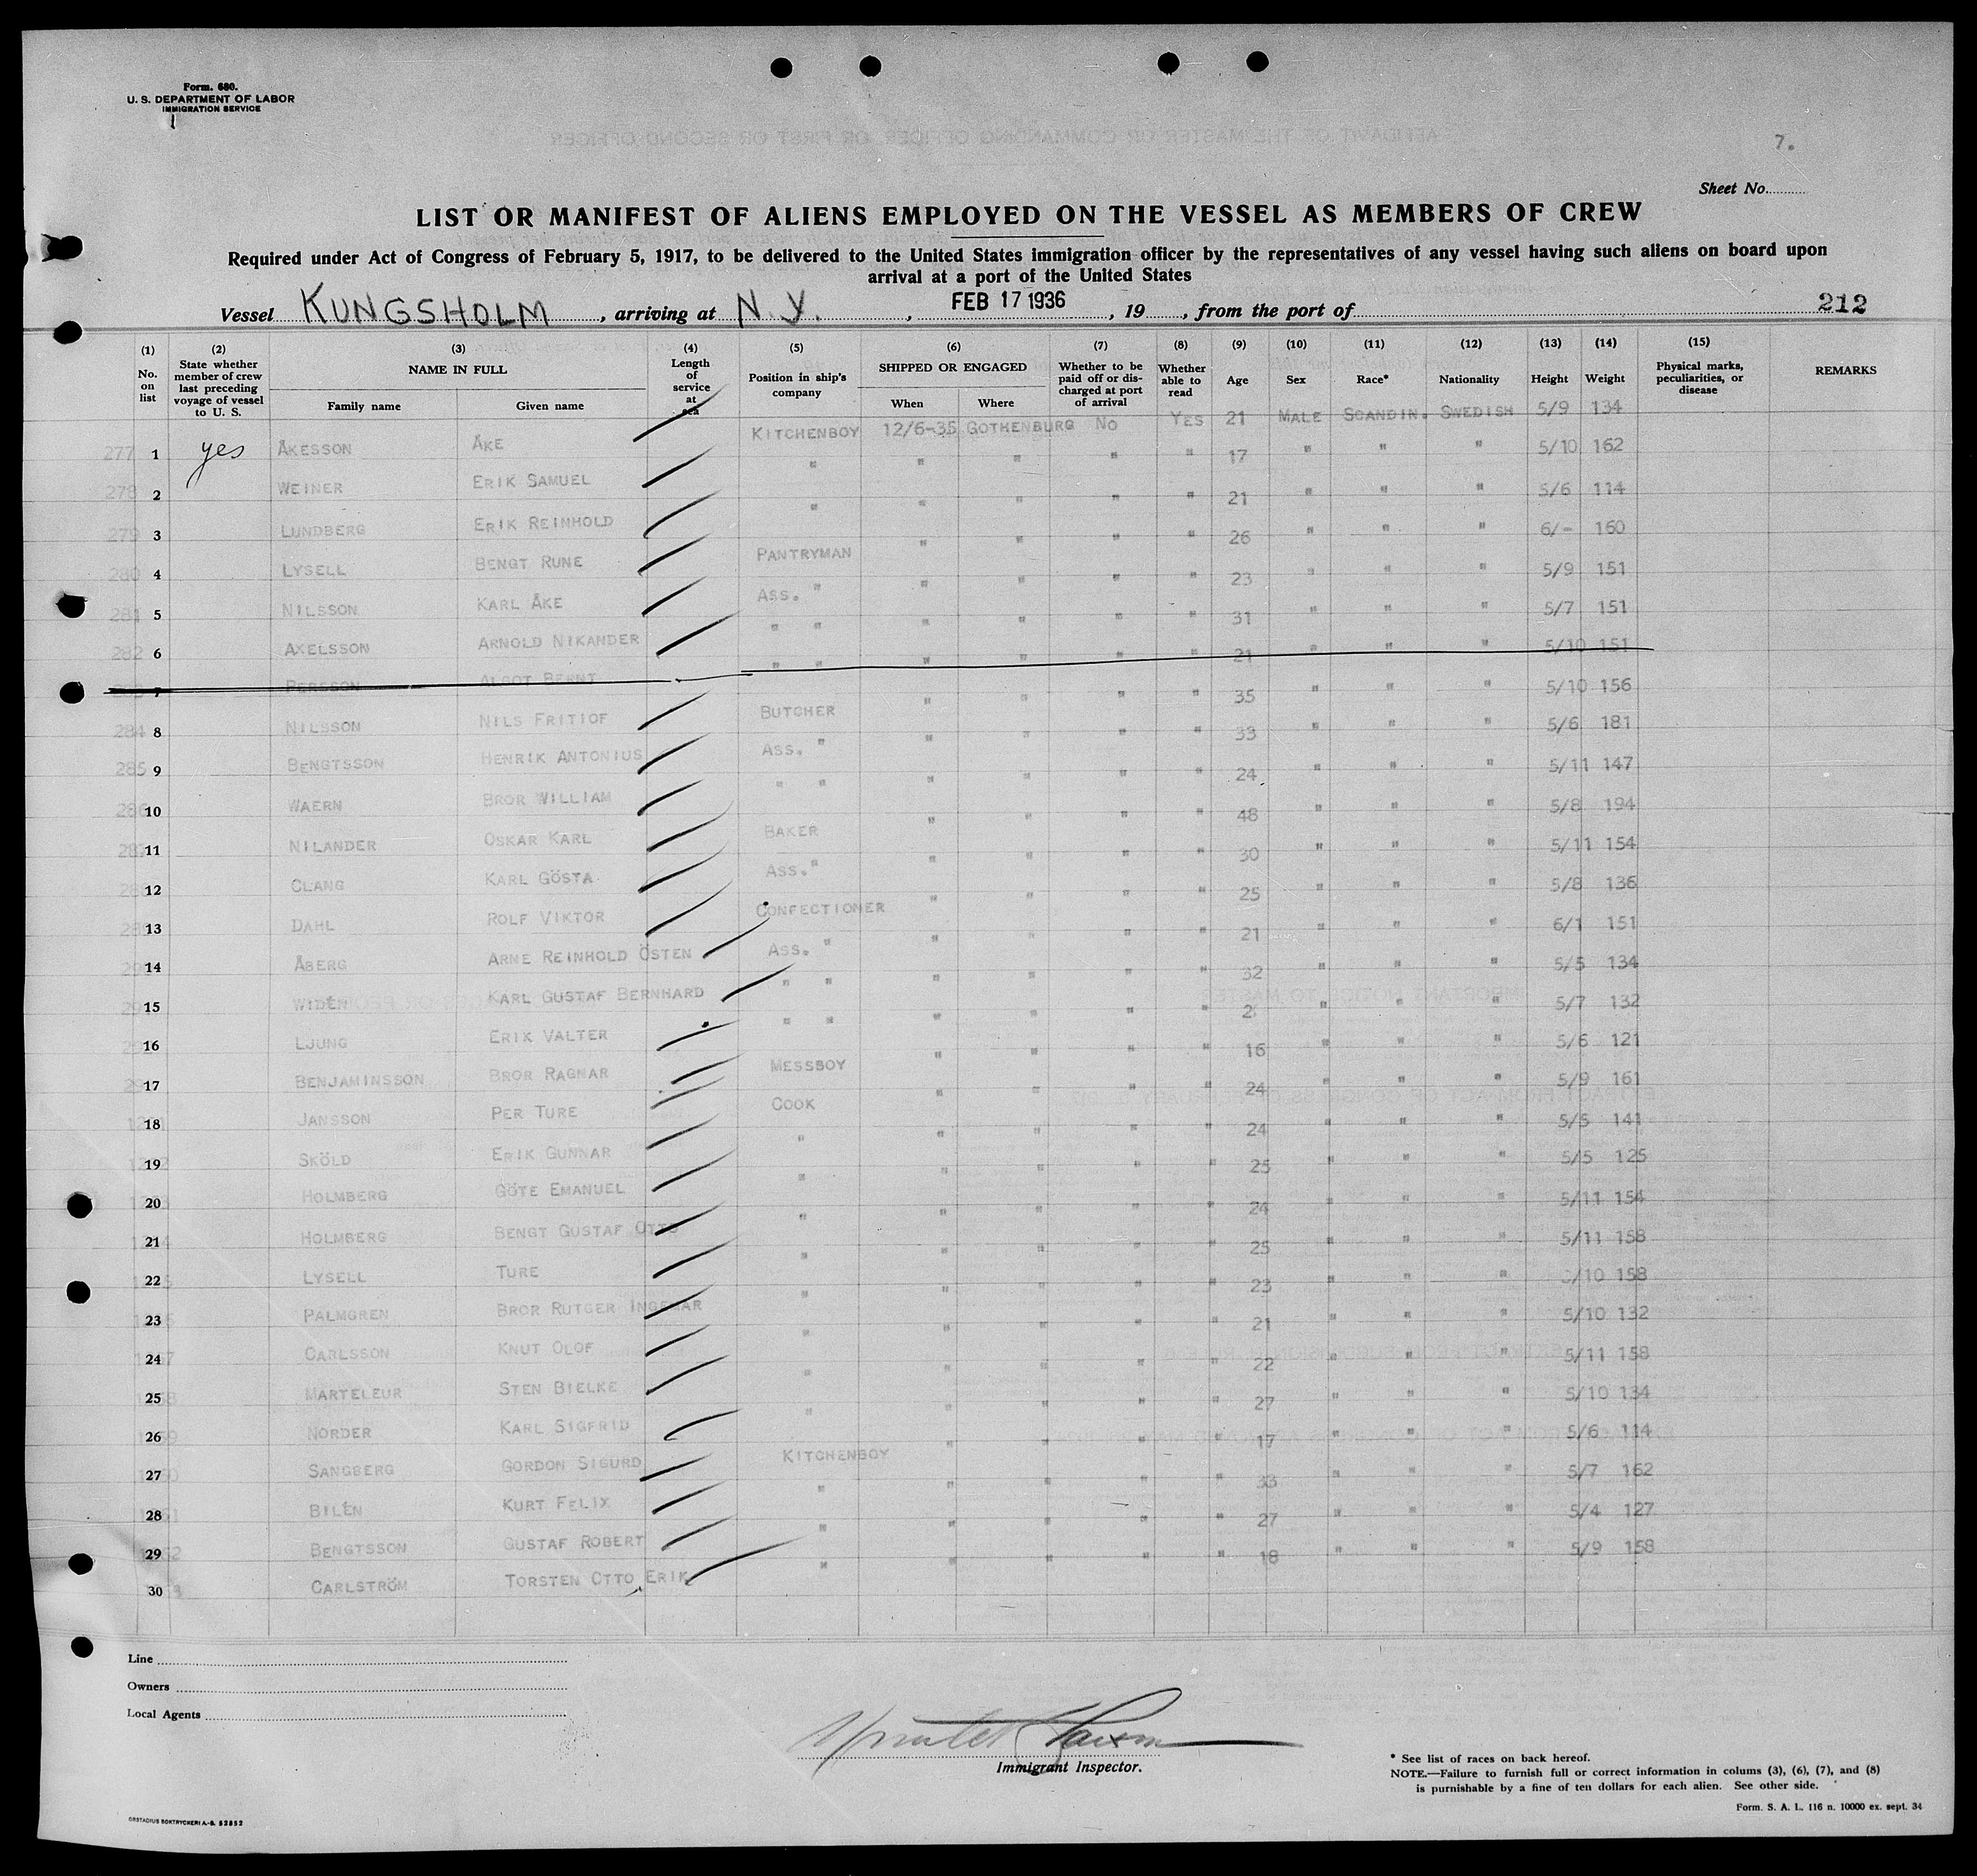 Form. 680.
U. S. DEPARTMENT OF LABOR
IMMIGRATION SERVICE
7.
Sheet No.
LIST OR MANIFEST OF ALIENS EMPLOYED ON THE VESSEL AS MEMBERS OF CREW
Required under Act of Congress of February 5, 1917, to be delivered to the United States immigration officer by the representatives of any vessel having such aliens on board upon
arrival at a port of the United States
Vessel KUNGSHOLM, arriving at N.Y., FEB 17 1936, 19, from the port of 212
(1) No. on list (2) State whether member of crew last preceding voyage of vessel to U. S. (3) NAME IN FULL Family name Given name (4) Length of service at sea (5) Position in ship's company (6) SHIPPED OR ENGAGED When Where (7) Whether to be paid off or discharged at port of arrival (8) Whether able to read (9) Age (10) Sex (11) Race* (12) Nationality (13) Height (14) Weight (15) Physical marks, peculiarities, or disease REMARKS
277 1 yes ÅKESSON ÅKE KITCHENBOY 12/6-35 GOTHENBURG NO YES 21 MALE SCANDIN. SWEDISH 5/9 134
278 2 WEINER ERIK SAMUEL " " " " " 17 " " " 5/10 162
279 3 LUNDBERG ERIK REINHOLD " " " " " 21 " " " 5/6 114
280 4 LYSELL BENGT RUNE PANTRYMAN " " " " 26 " " " 6/- 160
281 5 NILSSON KARL ÅKE ASS. " " " " " 23 " " " 5/9 151
282 6 AXELSSON ARNOLD NIKANDER " " " " " " 31 " " " 5/7 151
7 PERSSON ALGOT BERNT " " " " " " 21 " " " 5/10 151
284 8 NILSSON NILS FRITIOF BUTCHER " " " " 35 " " " 5/10 156
285 9 BENGTSSON HENRIK ANTONIUS ASS. " " " " " 33 " " " 5/6 181
286 10 WAERN BROR WILLIAM " " " " " " 24 " " " 5/11 147
11 NILANDER OSKAR KARL BAKER " " " " 48 " " " 5/8 194
12 CLANG KARL GÖSTA ASS. " " " " " 30 " " " 5/11 154
13 DAHL ROLF VIKTOR CONFECTIONER " " " " 25 " " " 5/8 136
14 ÅBERG ARNE REINHOLD ÖSTEN ASS. " " " " " 21 " " " 6/1 151
15 WIDÉN KARL GUSTAF BERNHARD " " " " " " 32 " " " 5/5 134
16 LJUNG ERIK VALTER " " " " " " " " " 5/7 132
17 BENJAMINSSON BROR RAGNAR MESSBOY " " " " 16 " " " 5/6 121
18 JANSSON PER TURE COOK " " " " 24 " " " 5/9 161
19 SKÖLD ERIK GUNNAR " " " " " 24 " " " 5/5 141
20 HOLMBERG GÖTE EMANUEL " " " " " 25 " " " 5/5 125
21 HOLMBERG BENGT GUSTAF OTTO " " " " " 24 " " " 5/11 154
22 LYSELL TURE " " " " " 25 " " " 5/11 158
23 PALMGREN BROR RUTGER INGEMAR " " " " " 23 " " " /10 158
24 CARLSSON KNUT OLOF " " " " " 21 " " " 5/10 132
25 MARTELEUR STEN BIELKE " " " " " 22 " " " 5/11 158
26 NORDER KARL SIGFRID " " " " " 27 " " " 5/10 134
27 SANGBERG GORDON SIGURD KITCHENBOY " " " " 17 " " " 5/6 114
28 BILÉN KURT FELIX " " " " " 33 " " " 5/7 162
29 BENGTSSON GUSTAF ROBERT " " " " " 27 " " " 5/4 127
30 CARLSTRÖM TORSTEN OTTO ERIK " " " " " 18 " " " 5/9 158
Line
Owners
Local Agents
Immigrant Inspector.
* See list of races on back hereof.
NOTE.—Failure to furnish full or correct information in colums (3), (6), (7), and (8)
is punishable by a fine of ten dollars for each alien. See other side.
Form. S. A. L. 116 n. 10000 ex. sept. 34
ORSTADIUS BOKTRYCKERI A.-B. 52852